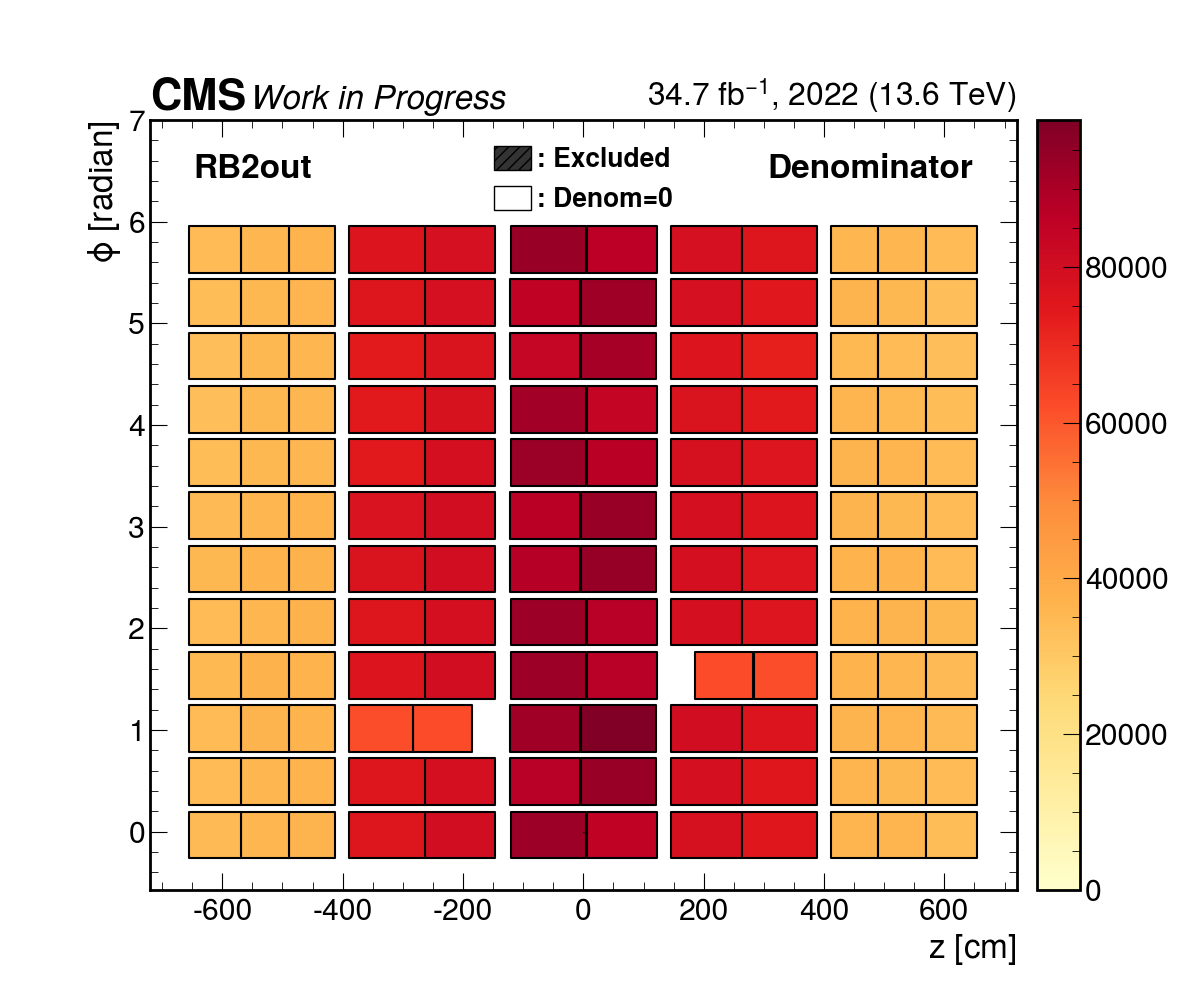 CMS Work in Progress 34.7 fb⁻¹, 2022 (13.6 TeV)
RB2out
: Excluded
: Denom=0
Denominator
ϕ [radian]
7
6
5
4
3
2
1
0
-600 -400 -200 0 200 400 600
z [cm]
80000
60000
40000
20000
0